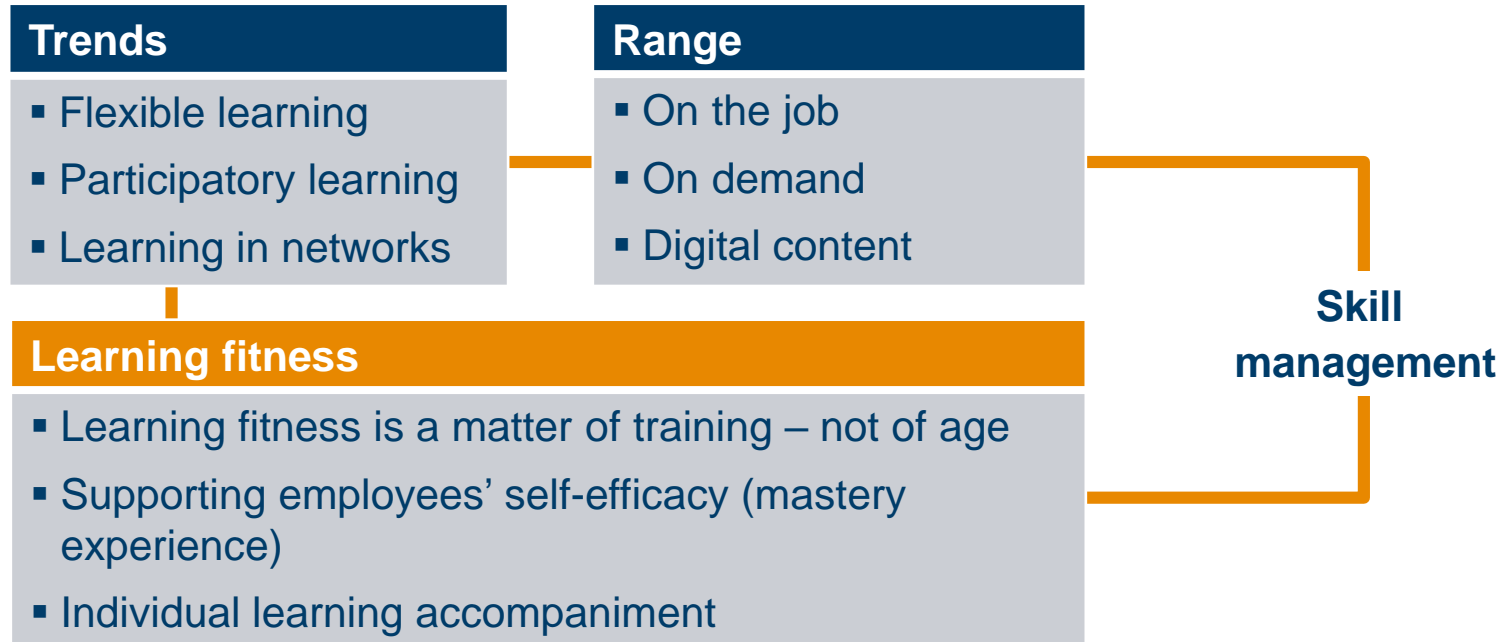 Trends
▪ Flexible learning
▪ Participatory learning
▪ Learning in networks
Range
▪ On the job
▪ On demand
▪ Digital content
Learning fitness
▪ Learning fitness is a matter of training – not of age
▪ Supporting employees’ self-efficacy (mastery
experience)
▪ Individual learning accompaniment
Skill
management